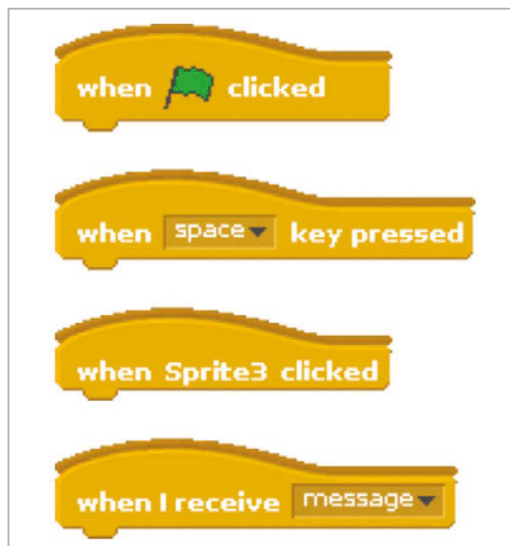 when clicked
when space key pressed
when Sprite3 clicked
when I receive message